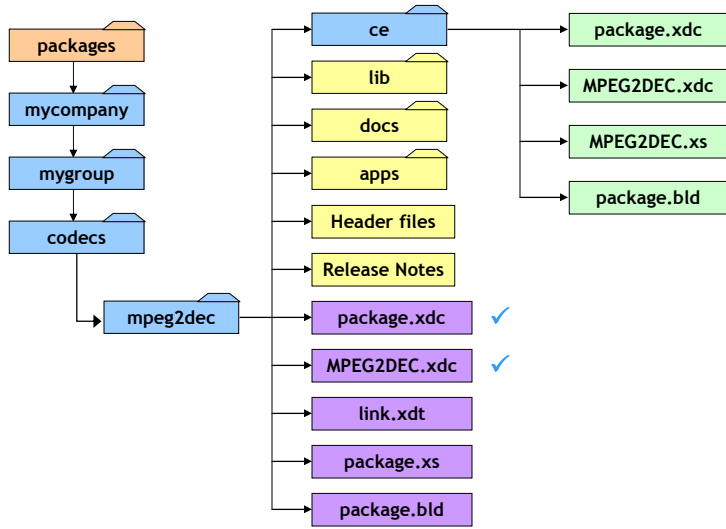 packages
mycompany
mygroup
codecs
mpeg2dec
ce
lib
docs
apps
Header files
Release Notes
package.xdc
MPEG2DEC.xdc
link.xdt
package.xs
package.bld
package.xdc
MPEG2DEC.xdc
MPEG2DEC.xs
package.bld